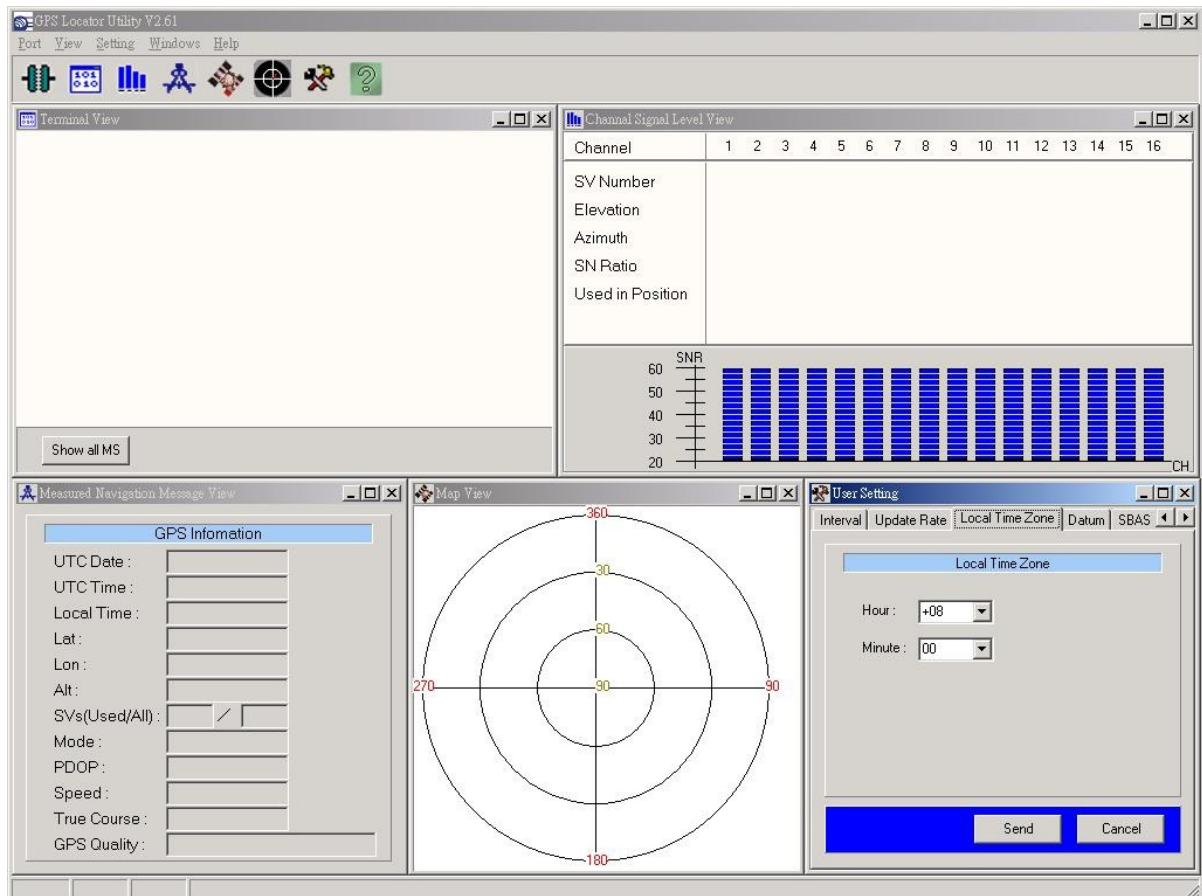 GPS Locator Utility V2.61
Port View Setting Windows Help
101
010
?
Terminal View
Show all MS
Channal Signal Level View
Channel 1 2 3 4 5 6 7 8 9 10 11 12 13 14 15 16
SV Number
Elevation
Azimuth
SN Ratio
Used in Position
SNR
60
50
40
30
20
CH
Measured Navigation Message View
GPS Infomation
UTC Date :
UTC Time :
Local Time :
Lat :
Lon :
Alt :
SVs(Used/All) : /
Mode :
PDOP :
Speed :
True Course :
GPS Quality :
Map View
360
30
60
270 90 90
180
User Setting
Interval Update Rate Local Time Zone Datum SBAS
Local Time Zone
Hour : +08
Minute : 00
Send Cancel